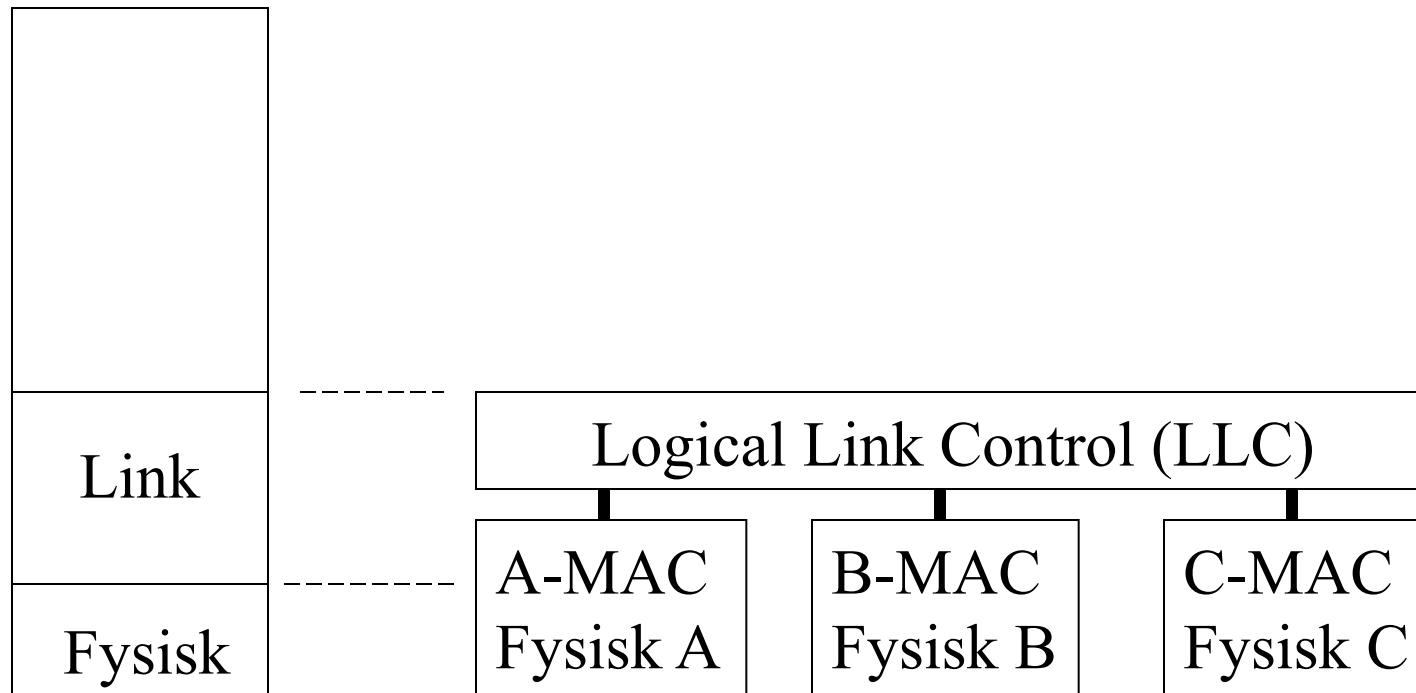 Link
Fysisk
Logical Link Control (LLC)
A-MAC
Fysisk A
B-MAC
Fysisk B
C-MAC
Fysisk C